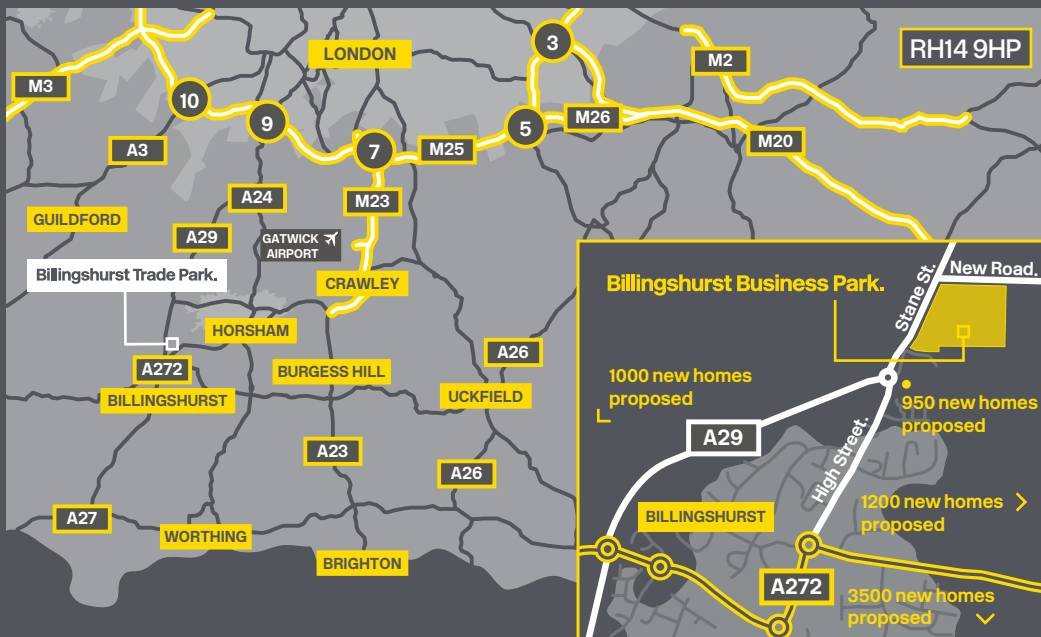 RH14 9HP
LONDON
3
M2
M3
10
9
5
M26
M20
7
M25
A3
A24
M23
GUILDFORD
A29
GATWICK
AIRPORT
Billingshurst Trade Park.
CRAWLEY
HORSHAM
A272
BURGESS HILL
A26
BILLINGSHURST
UCKFIELD
A23
A26
A27
WORTHING
BRIGHTON
Stane St.
New Road.
Billingshurst Business Park.
1000 new homes
proposed
950 new homes
proposed
A29
High Street.
BILLINGSHURST
1200 new homes
proposed
A272
3500 new homes
proposed